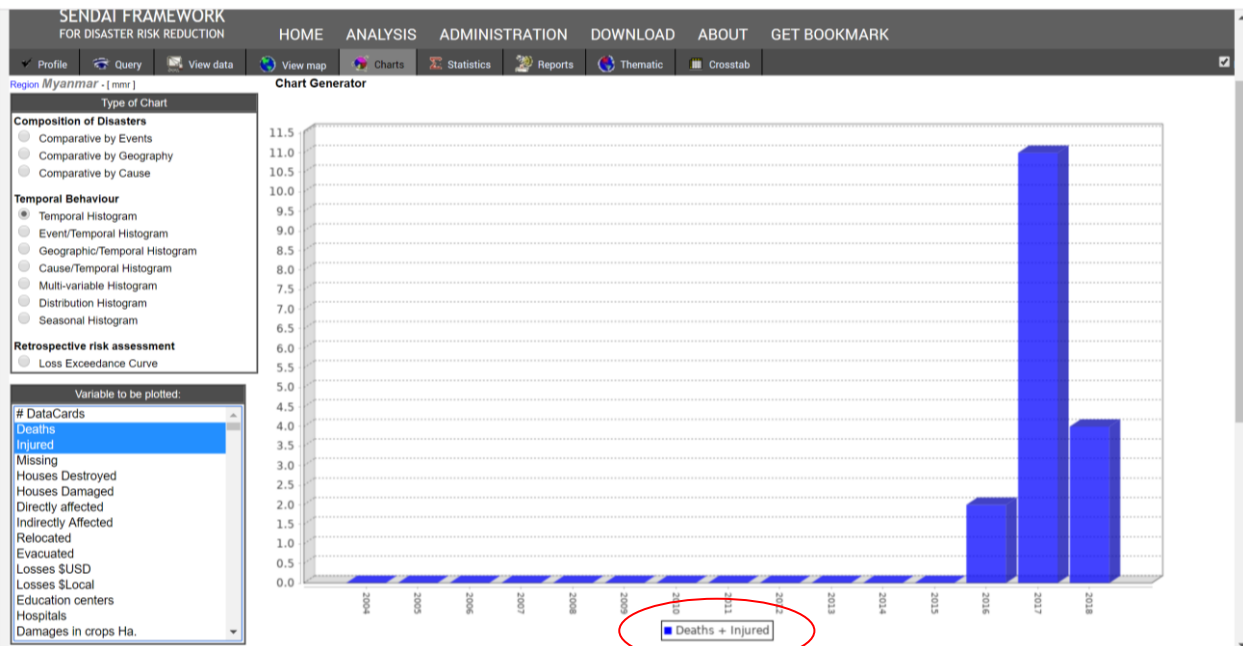 SENDAI FRAMEWORK
FOR DISASTER RISK REDUCTION
HOME ANALYSIS ADMINISTRATION DOWNLOAD ABOUT GET BOOKMARK
Profile Query View data View map Charts Statistics Reports Thematic Crosstab
Region Myanmar - [ mmr ]
Chart Generator
Type of Chart
Composition of Disasters
Comparative by Events
Comparative by Geography
Comparative by Cause
Temporal Behaviour
Temporal Histogram
Event/Temporal Histogram
Geographic/Temporal Histogram
Cause/Temporal Histogram
Multi-variable Histogram
Distribution Histogram
Seasonal Histogram
Retrospective risk assessment
Loss Exceedance Curve
Variable to be plotted:
# DataCards
Deaths
Injured
Missing
Houses Destroyed
Houses Damaged
Directly affected
Indirectly Affected
Relocated
Evacuated
Losses $USD
Losses $Local
Education centers
Hospitals
Damages in crops Ha.
11.5
11.0
10.5
10.0
9.5
9.0
8.5
8.0
7.5
7.0
6.5
6.0
5.5
5.0
4.5
4.0
3.5
3.0
2.5
2.0
1.5
1.0
0.5
0.0
2004 2005 2006 2007 2008 2009 2010 2011 2012 2013 2014 2015 2016 2017 2018
Deaths + Injured